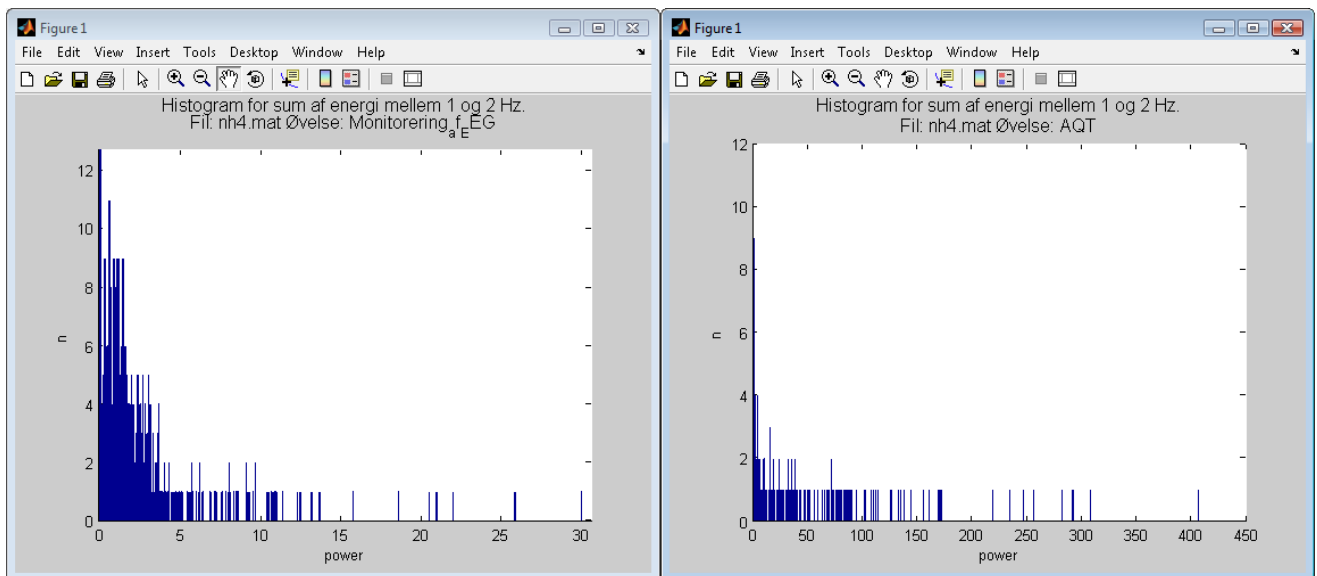 Figure 1
File Edit View Insert Tools Desktop Window Help
Histogram for sum af energi mellem 1 og 2 Hz.
Fil: nh4.mat Øvelse: Monitorering_af_EEG
12
10
8
6
4
2
0
n
0 5 10 15 20 25 30
power
Figure 1
File Edit View Insert Tools Desktop Window Help
Histogram for sum af energi mellem 1 og 2 Hz.
Fil: nh4.mat Øvelse: AQT
12
10
8
6
4
2
0
n
0 50 100 150 200 250 300 350 400 450
power